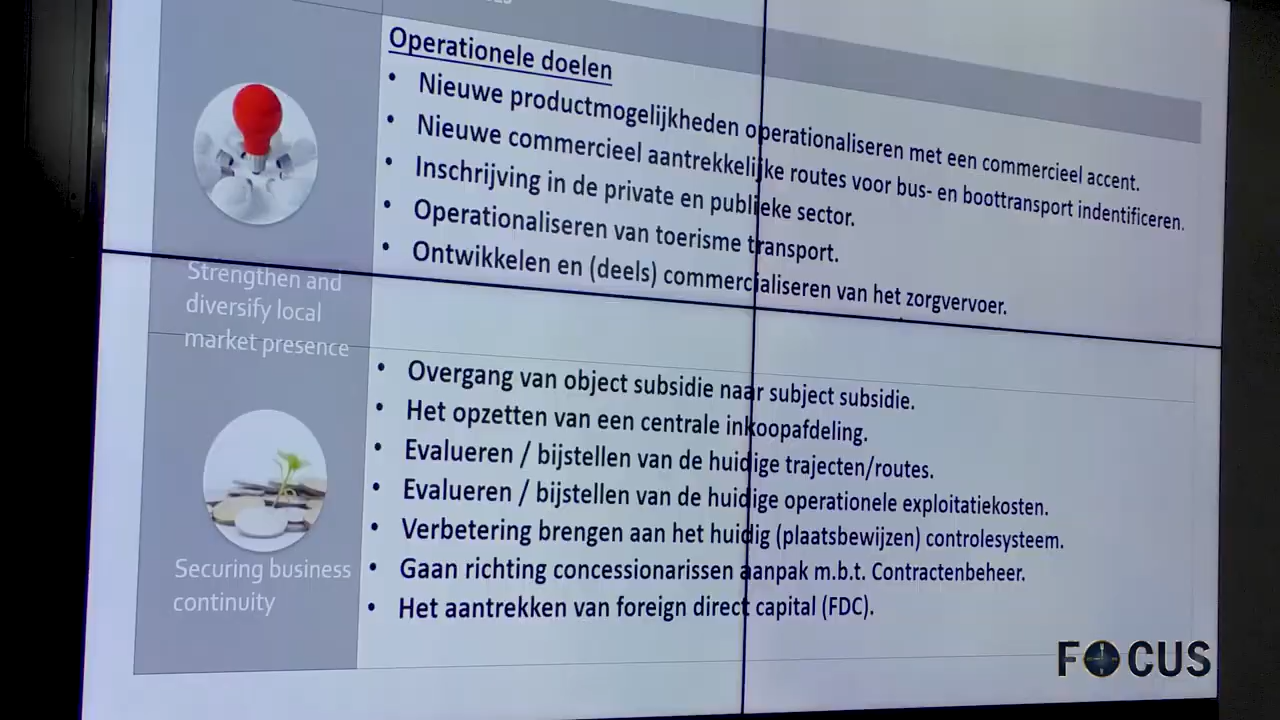 Operationele doelen
• Nieuwe productmogelijkheden operationaliseren met een commercieel accent.
• Nieuwe commercieel aantrekkelijke routes voor bus- en boottransport indentificeren.
• Inschrijving in de private en publieke sector.
• Operationaliseren van toerisme transport.
• Ontwikkelen en (deels) commercialiseren van het zorgvervoer.
Strengthen and
diversify local
market presence
• Overgang van object subsidie naar subject subsidie.
• Het opzetten van een centrale inkoopafdeling.
• Evalueren / bijstellen van de huidige trajecten/routes.
• Evalueren / bijstellen van de huidige operationele exploitatiekosten.
• Verbetering brengen aan het huidig (plaatsbewijzen) controlesysteem.
• Gaan richting concessionarissen aanpak m.b.t. Contractenbeheer.
• Het aantrekken van foreign direct capital (FDC).
Securing business
continuity
FOCUS